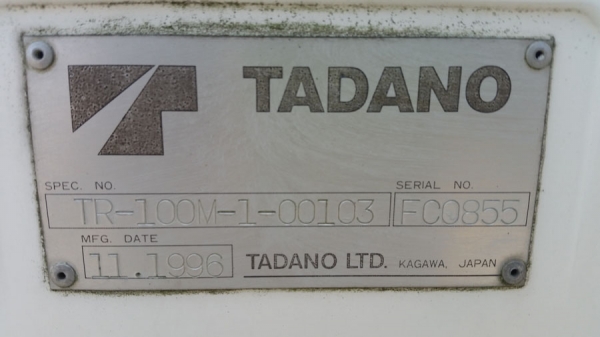 TADANO
SPEC. NO. SERIAL NO.
TR-100M-1-00103 FC0855
MFG. DATE
11.1996 TADANO LTD. KAGAWA, JAPAN